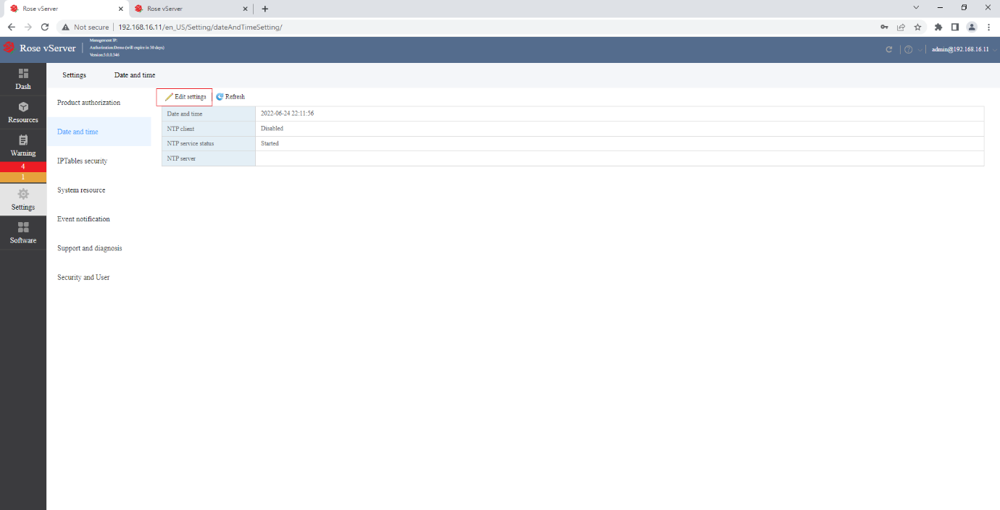 Rose vServer
Rose vServer
Not secure
192.168.16.11/en_US/Setting/dateAndTimeSetting/
Rose vServer
Management IP:
Authorization:Demo (will expire in 30 days)
Version:3.0.0.346
admin@192.168.16.11
Dash
Resources
Warning
4
1
Settings
Software
Settings
Date and time
Product authorization
Date and time
IPTables security
System resource
Event notification
Support and diagnosis
Security and User
Edit settings
Refresh
Date and time 2022-06-24 22:11:56
NTP client Disabled
NTP service status Started
NTP server